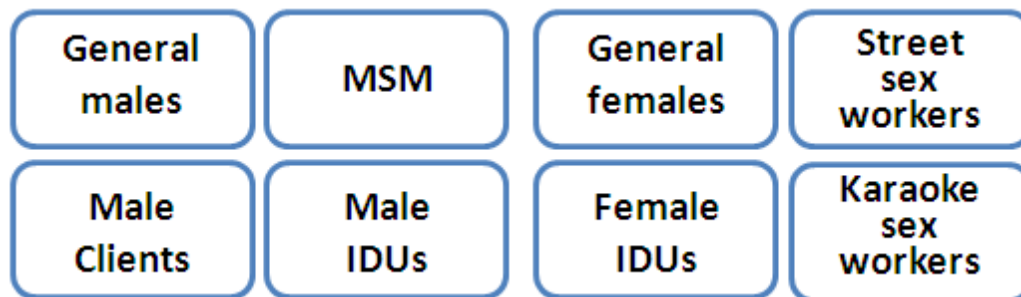 General
males
MSM
General
females
Street
sex
workers
Male
Clients
Male
IDUs
Female
IDUs
Karaoke
sex
workers